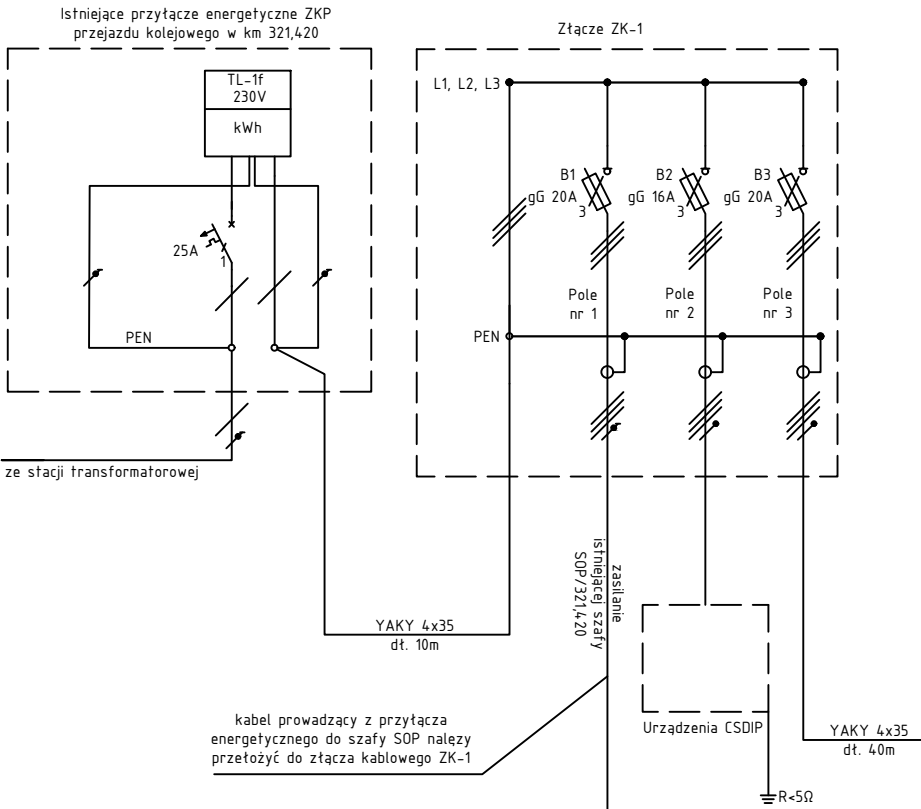 Istniejące przyłącze energetyczne ZKP
przejazdu kolejowego w km 321,420
TL-1f
230V
kWh
25A
1
PEN
ze stacji transformatorowej
Złącze ZK-1
L1, L2, L3
B1
gG 20A
3
B2
gG 16A
3
B3
gG 20A
3
Pole
nr 1
Pole
nr 2
Pole
nr 3
PEN
zasilanie
istniejącej szafy
SOP/321,420
YAKY 4x35
dł. 10m
kabel prowadzący z przyłącza
energetycznego do szafy SOP nalęzy
przełożyć do złącza kablowego ZK-1
Urządzenia CSDIP
YAKY 4x35
dł. 40m
R<5Ω